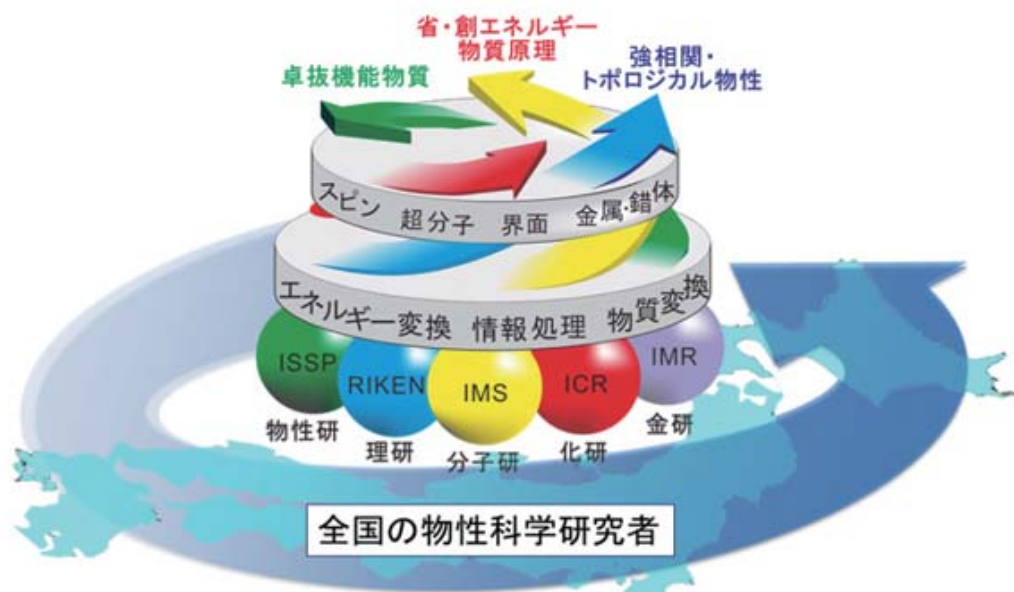 省・創エネルギー
物質原理
卓抜機能物質
強相関・
トポロジカル物性
スピン 超分子 界面 金属・錯体
エネルギー変換 情報処理 物質変換
ISSP RIKEN IMS ICR IMR
物性研 理研 分子研 化研 金研
全国の物性科学研究者